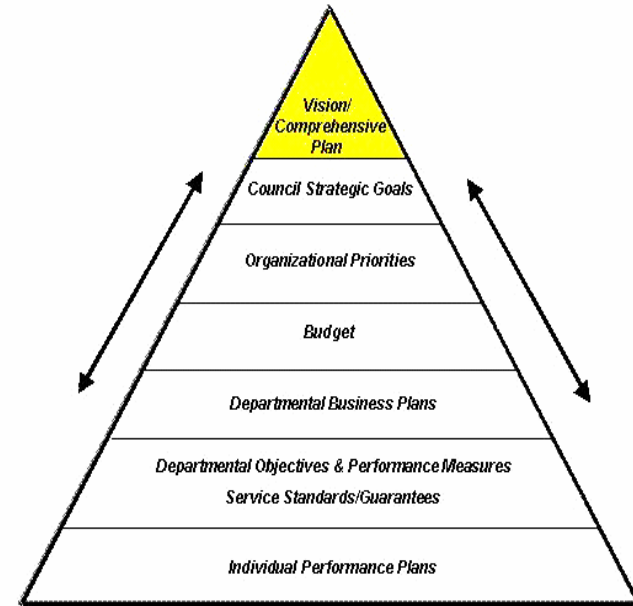 Vision/
Comprehensive
Plan
Council Strategic Goals
Organizational Priorities
Budget
Departmental Business Plans
Departmental Objectives & Performance Measures
Service Standards/Guarantees
Individual Performance Plans